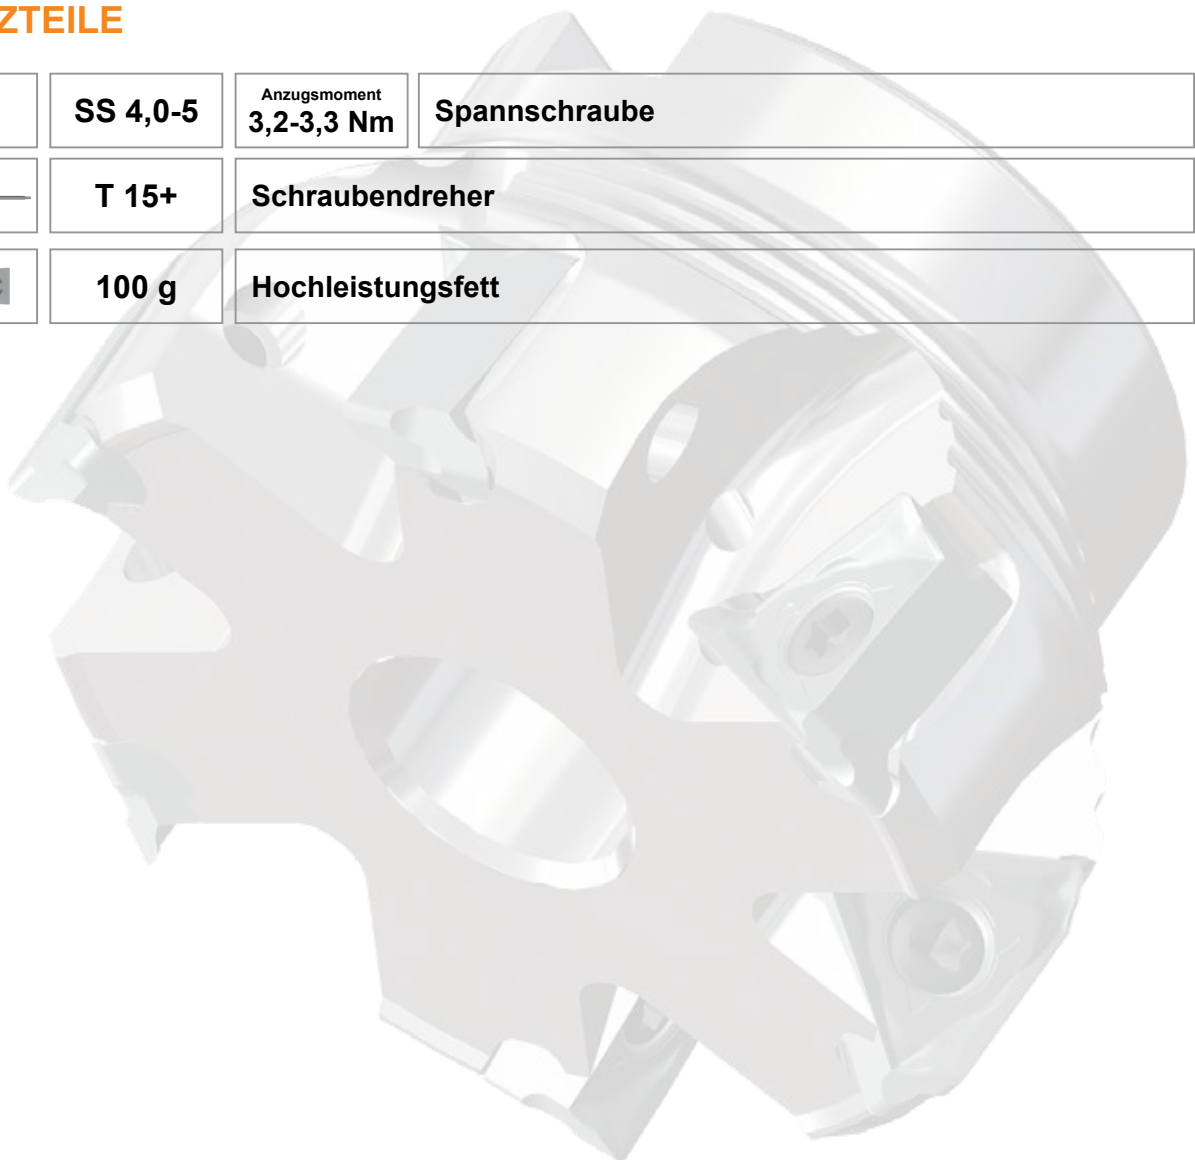 ZTEILE
SS 4,0-5
Anzugsmoment
3,2-3,3 Nm
Spannschraube
T 15+
Schraubendreher
100 g
Hochleistungsfett